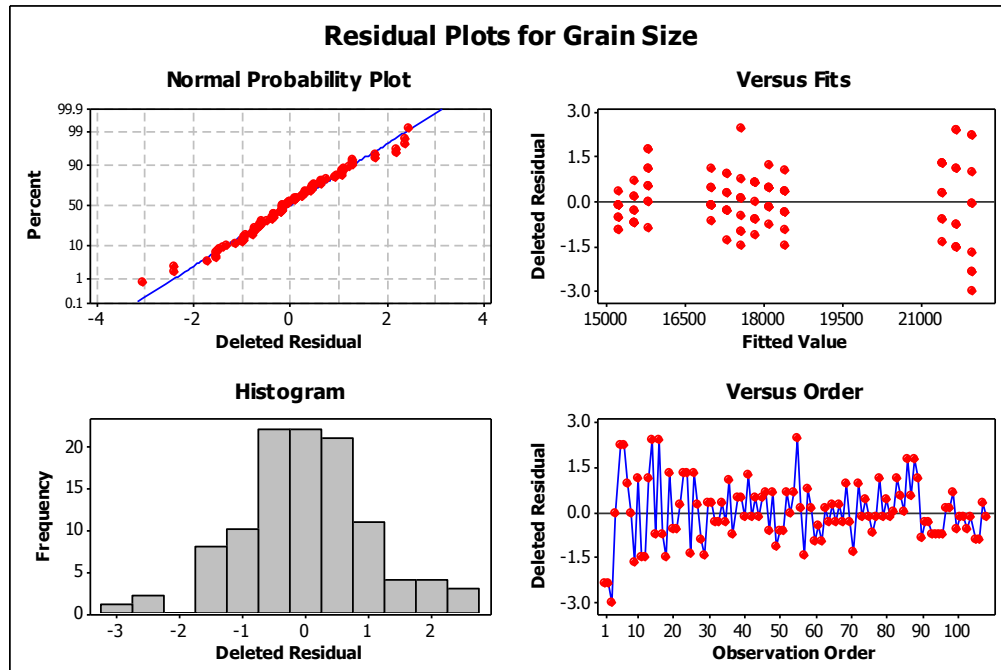 Residual Plots for Grain Size
Normal Probability Plot
99.9
99
90
50
10
1
0.1
Percent
-4 -2 0 2 4
Deleted Residual
Versus Fits
3.0
1.5
0.0
-1.5
-3.0
Deleted Residual
15000 16500 18000 19500 21000
Fitted Value
Histogram
20
15
10
5
0
Frequency
-3 -2 -1 0 1 2
Deleted Residual
Versus Order
3.0
1.5
0.0
-1.5
-3.0
Deleted Residual
1 10 20 30 40 50 60 70 80 90 100
Observation Order